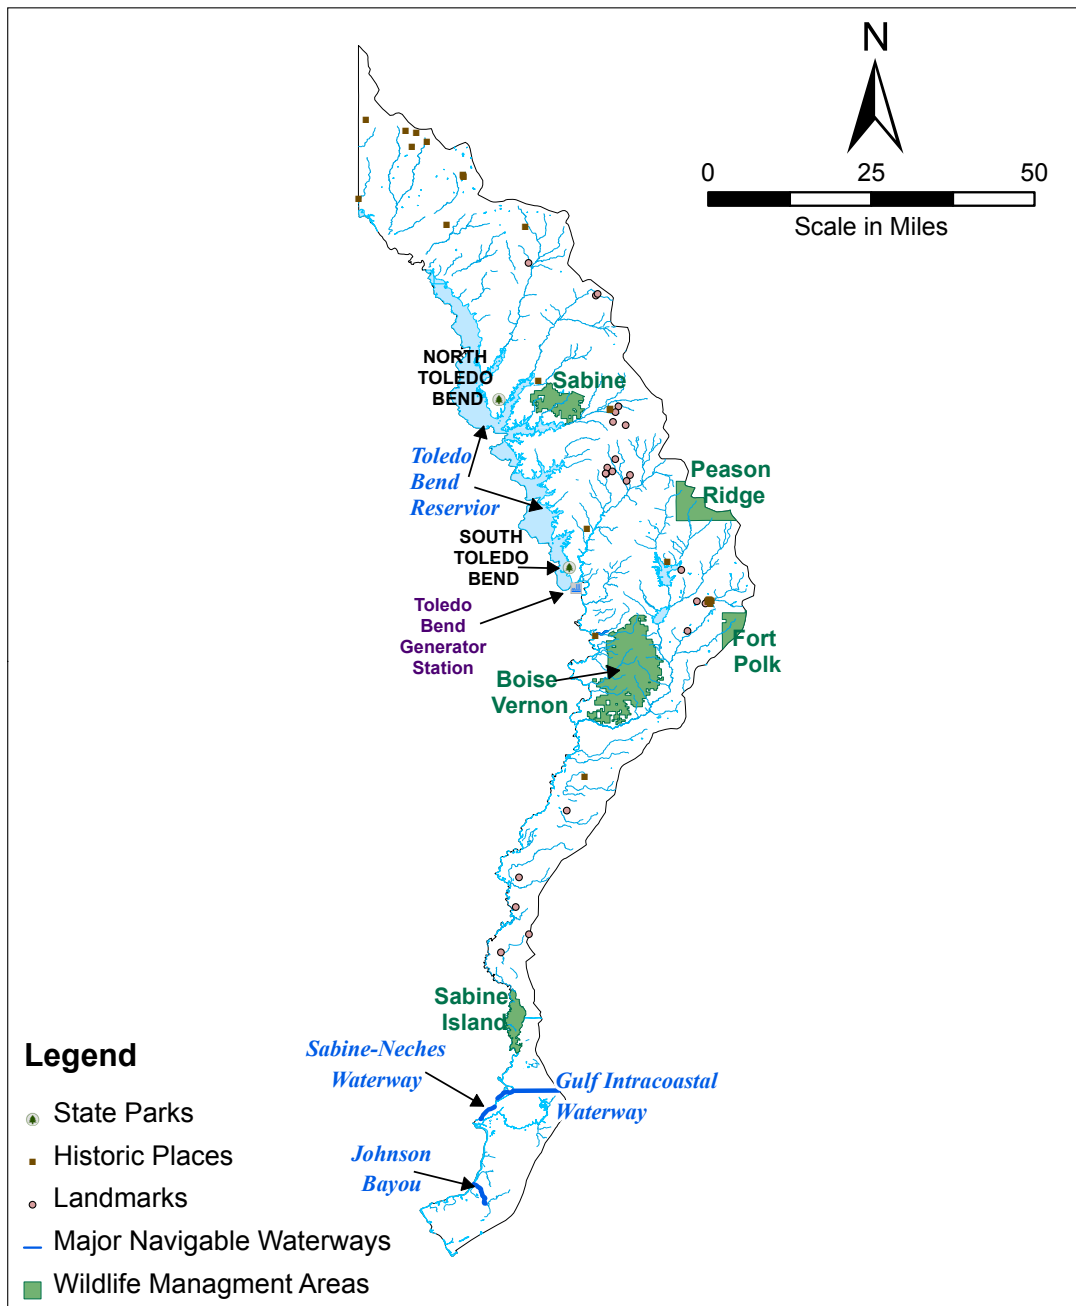 N
0 25 50
Scale in Miles
NORTH
TOLEDO
BEND
Sabine
Toledo
Bend
Reservior
Peason
Ridge
SOUTH
TOLEDO
BEND
Toledo
Bend
Generator
Station
Fort
Polk
Boise
Vernon
Sabine
Island
Sabine-Neches
Waterway
Gulf Intracoastal
Waterway
Johnson
Bayou
Legend
State Parks
Historic Places
Landmarks
Major Navigable Waterways
Wildlife Managment Areas